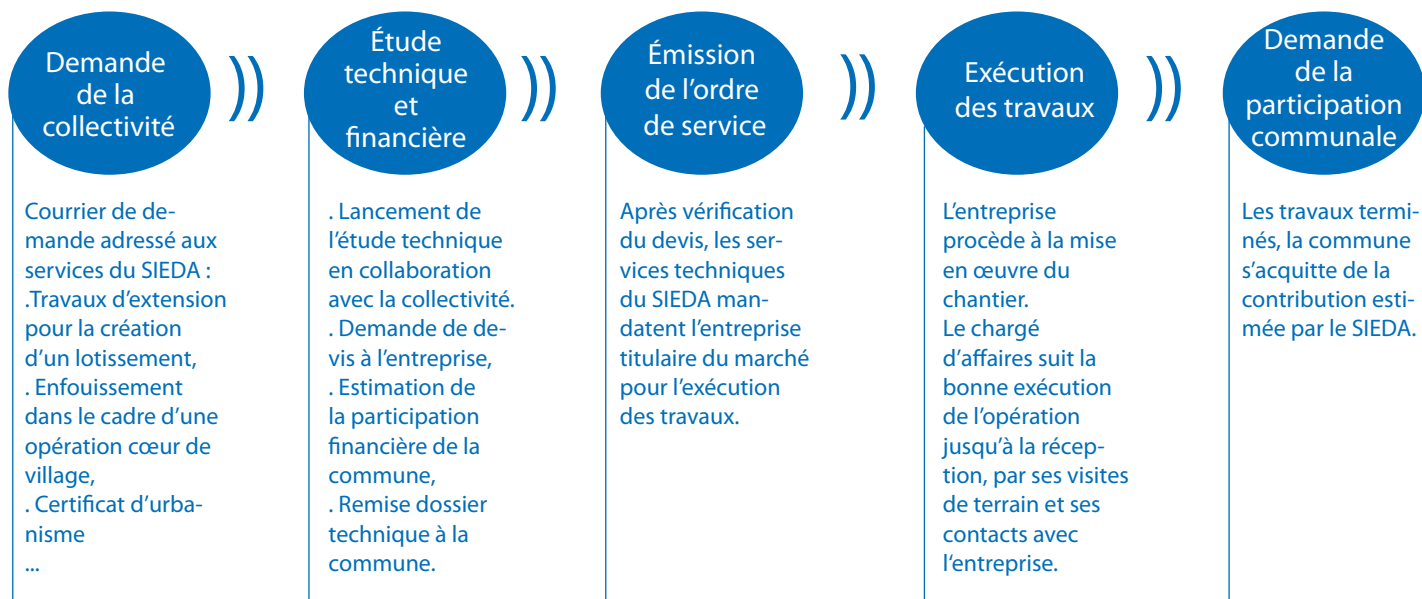 Demande
de la
collectivité
))
Étude
technique
et
financière
))
Émission
de l'ordre
de service
))
Exécution
des travaux
))
Demande
de la
participation
communale
Courrier de de-
mande adressé aux
services du SIEDA :
.Travaux d'extension
pour la création
d'un lotissement,
. Enfouissement
dans le cadre d'une
opération cœur de
village,
. Certificat d'urba-
nisme
...
. Lancement de
l'étude technique
en collaboration
avec la collectivité.
. Demande de de-
vis à l'entreprise,
. Estimation de
la participation
financière de la
commune,
. Remise dossier
technique à la
commune.
Après vérification
du devis, les ser-
vices techniques
du SIEDA man-
datent l'entreprise
titulaire du marché
pour l'exécution
des travaux.
L'entreprise
procède à la mise
en œuvre du
chantier.
Le chargé
d'affaires suit la
bonne exécution
de l'opération
jusqu'à la récep-
tion, par ses visites
de terrain et ses
contacts avec
l'entreprise.
Les travaux termi-
nés, la commune
s'acquitte de la
contribution esti-
mée par le SIEDA.